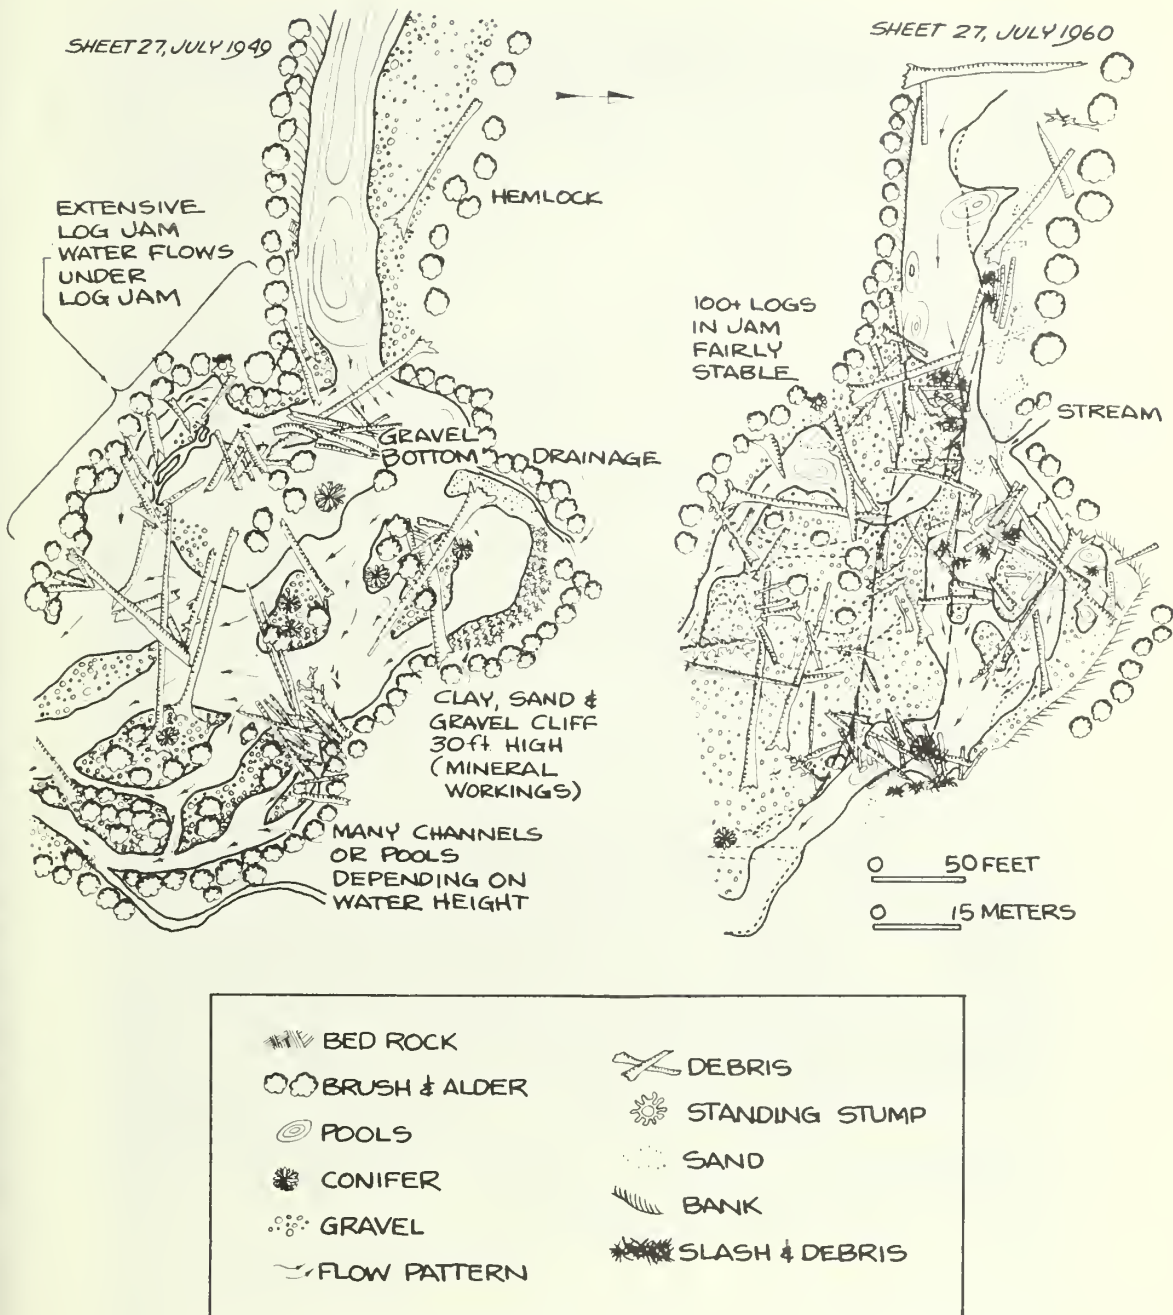 SHEET 27, JULY 1949
EXTENSIVE
LOG JAM
WATER FLOWS
UNDER
LOG JAM
HEMLOCK
GRAVEL
BOTTOM
DRAINAGE
CLAY, SAND &
GRAVEL CLIFF
30ft. HIGH
(MINERAL
WORKINGS)
MANY CHANNELS
OR POOLS
DEPENDING ON
WATER HEIGHT
SHEET 27, JULY 1960
100+ LOGS
IN JAM
FAIRLY
STABLE
STREAM
0 50 FEET
0 15 METERS
BED ROCK
BRUSH & ALDER
POOLS
CONIFER
GRAVEL
FLOW PATTERN
DEBRIS
STANDING STUMP
SAND
BANK
SLASH & DEBRIS